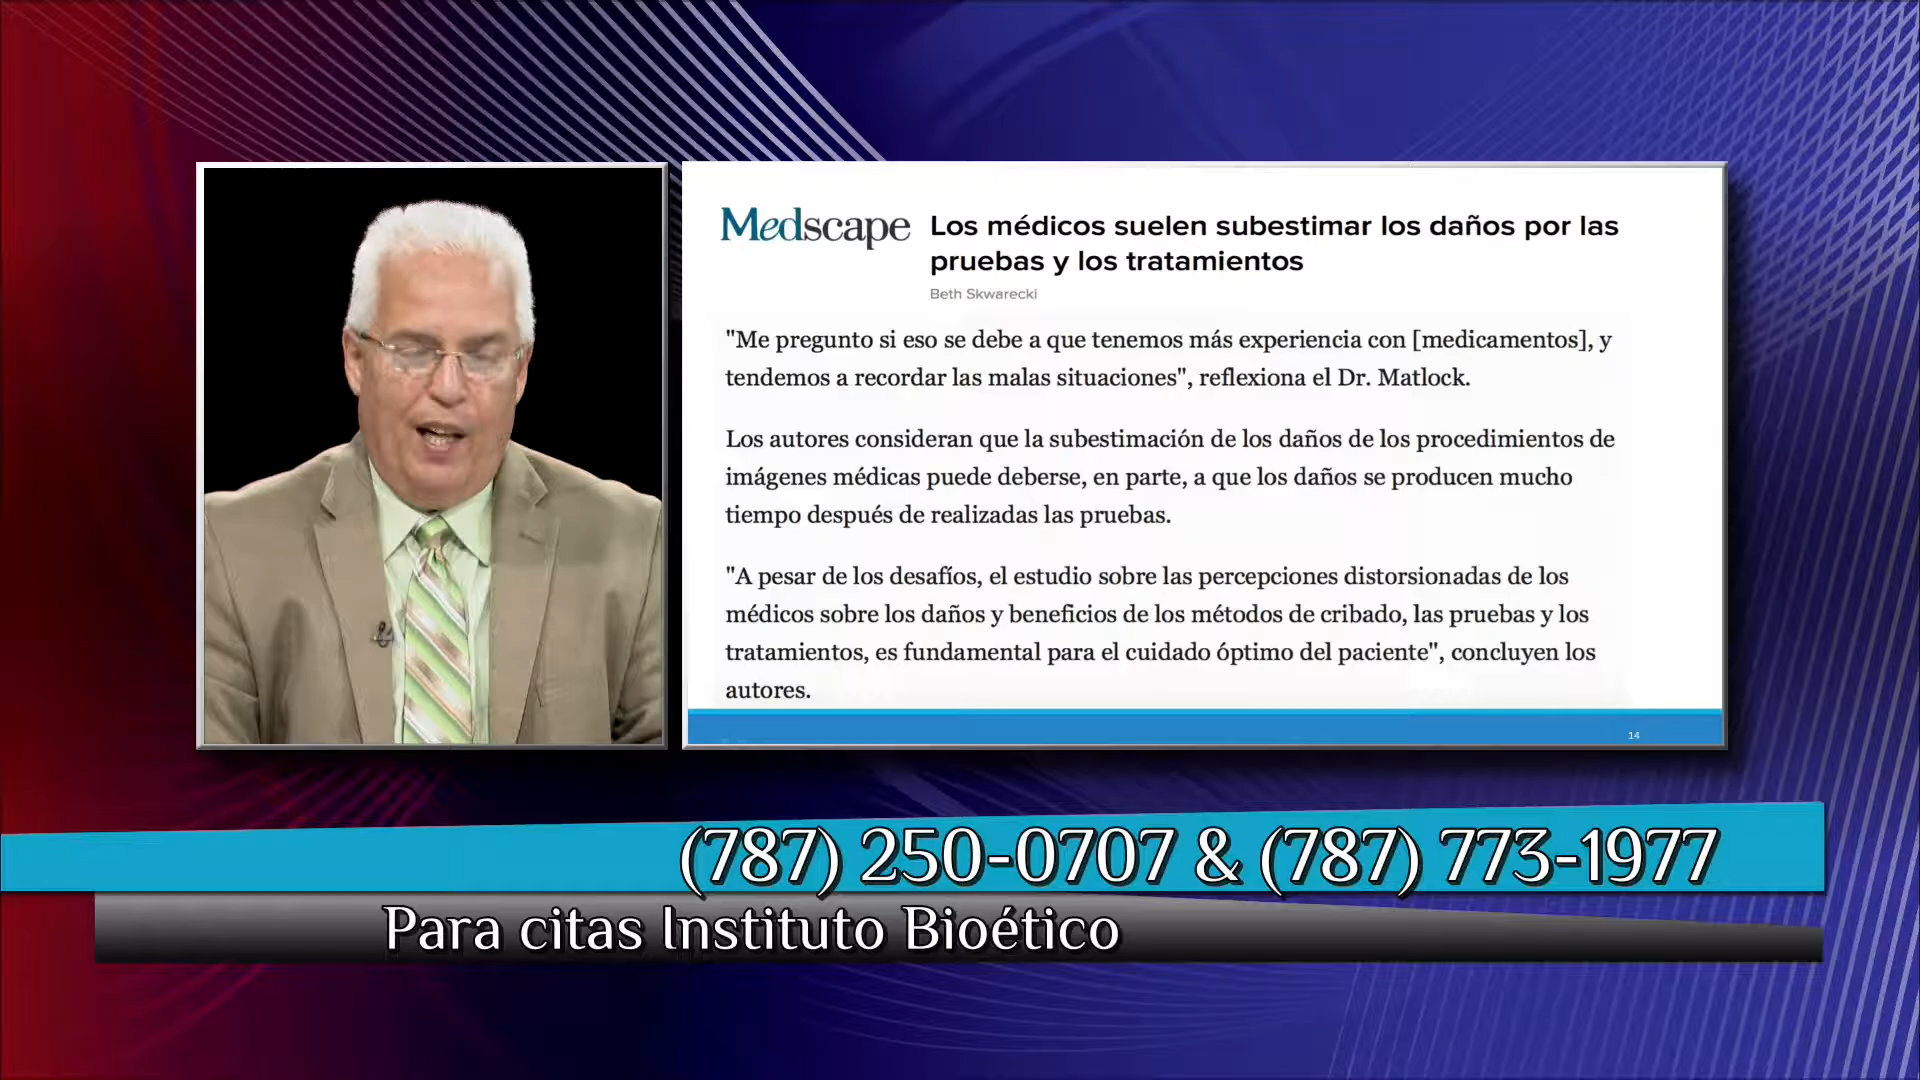 Medscape
Los médicos suelen subestimar los daños por las
pruebas y los tratamientos
Beth Skwarecki
"Me pregunto si eso se debe a que tenemos más experiencia con [medicamentos], y
tendemos a recordar las malas situaciones", reflexiona el Dr. Matlock.
Los autores consideran que la subestimación de los daños de los procedimientos de
imágenes médicas puede deberse, en parte, a que los daños se producen mucho
tiempo después de realizadas las pruebas.
"A pesar de los desafíos, el estudio sobre las percepciones distorsionadas de los
médicos sobre los daños y beneficios de los métodos de cribado, las pruebas y los
tratamientos, es fundamental para el cuidado óptimo del paciente", concluyen los
autores.
14
(787) 250-0707 & (787) 773-1977
Para citas Instituto Bioético